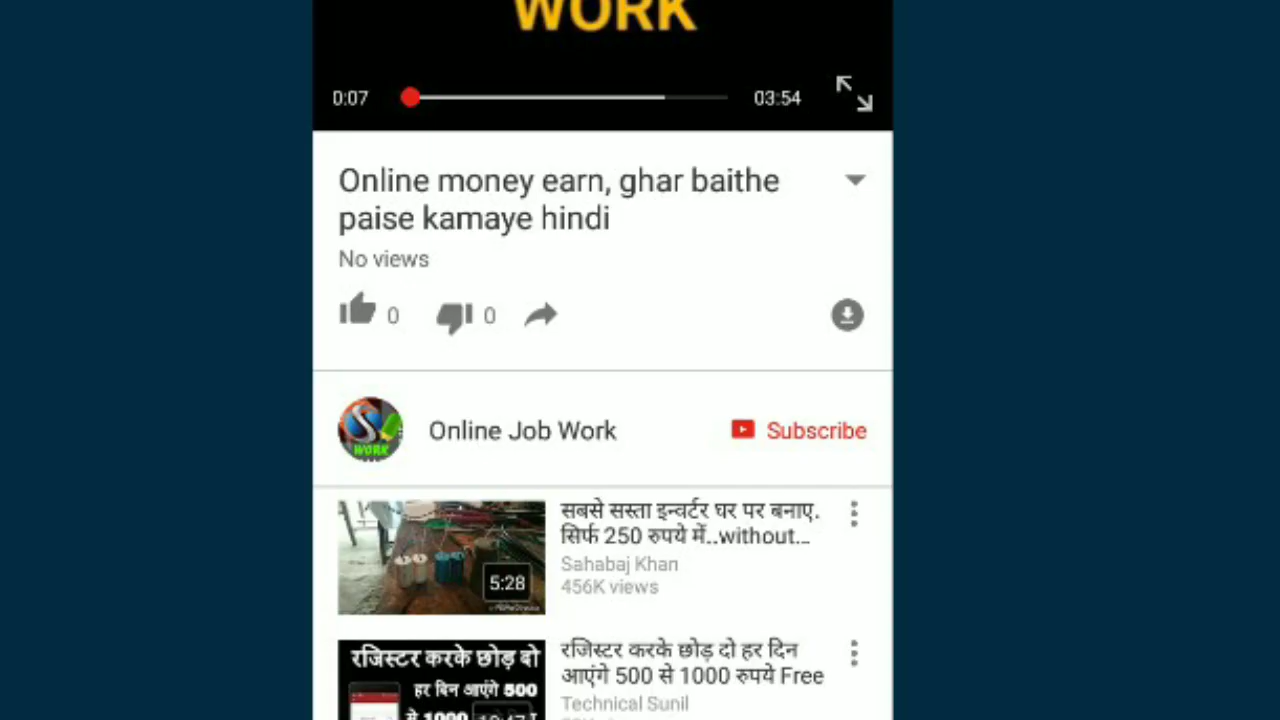 WORK
0:07 03:54
Online money earn, ghar baithe
paise kamaye hindi
No views
0 0
Online Job Work Subscribe
WORK
सबसे सस्ता इन्वर्टर घर पर बनाए.
सिर्फ 250 रुपये में..without...
Sahabaj Khan
456K views
5:28
रजिस्टर करके छोड़ दो
हर दिन आएंगे 500
से 1000
रजिस्टर करके छोड़ दो हर दिन
आएंगे 500 से 1000 रुपये Free
Technical Sunil